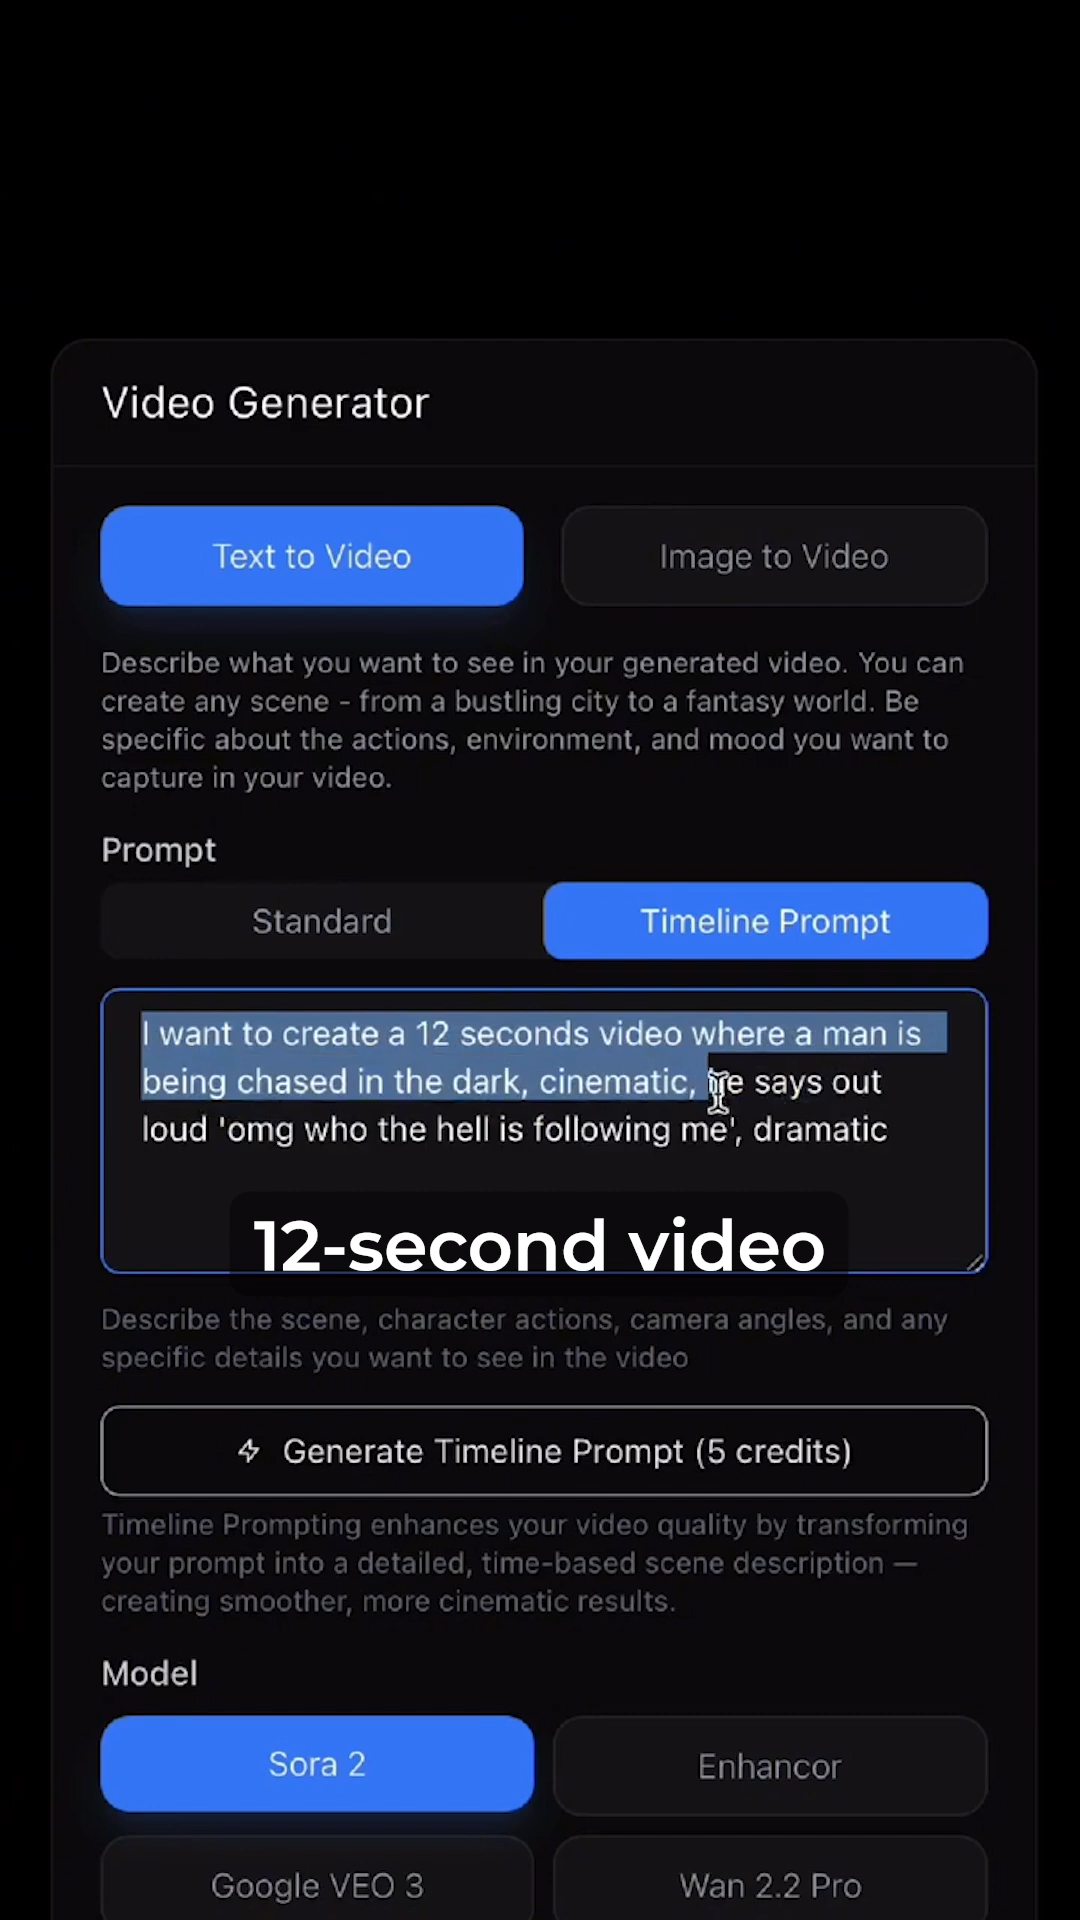 Video Generator
Text to Video
Image to Video
Describe what you want to see in your generated video. You can
create any scene - from a bustling city to a fantasy world. Be
specific about the actions, environment, and mood you want to
capture in your video.
Prompt
Standard
Timeline Prompt
I want to create a 12 seconds video where a man is
being chased in the dark, cinematic, he says out
loud 'omg who the hell is following me', dramatic
12-second video
Describe the scene, character actions, camera angles, and any
specific details you want to see in the video
Generate Timeline Prompt (5 credits)
Timeline Prompting enhances your video quality by transforming
your prompt into a detailed, time-based scene description —
creating smoother, more cinematic results.
Model
Sora 2
Enhancor
Google VEO 3
Wan 2.2 Pro